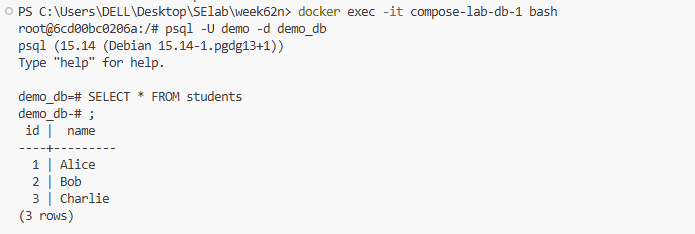 PS C:\Users\DELL\Desktop\SElab\week62n> docker exec -it compose-lab-db-1 bash
root@6cd00bc0206a:/# psql -U demo -d demo_db
psql (15.14 (Debian 15.14-1.pgdg13+1))
Type "help" for help.

demo_db=# SELECT * FROM students
demo_db-# ;
 id |  name
----+---------
  1 | Alice
  2 | Bob
  3 | Charlie
(3 rows)